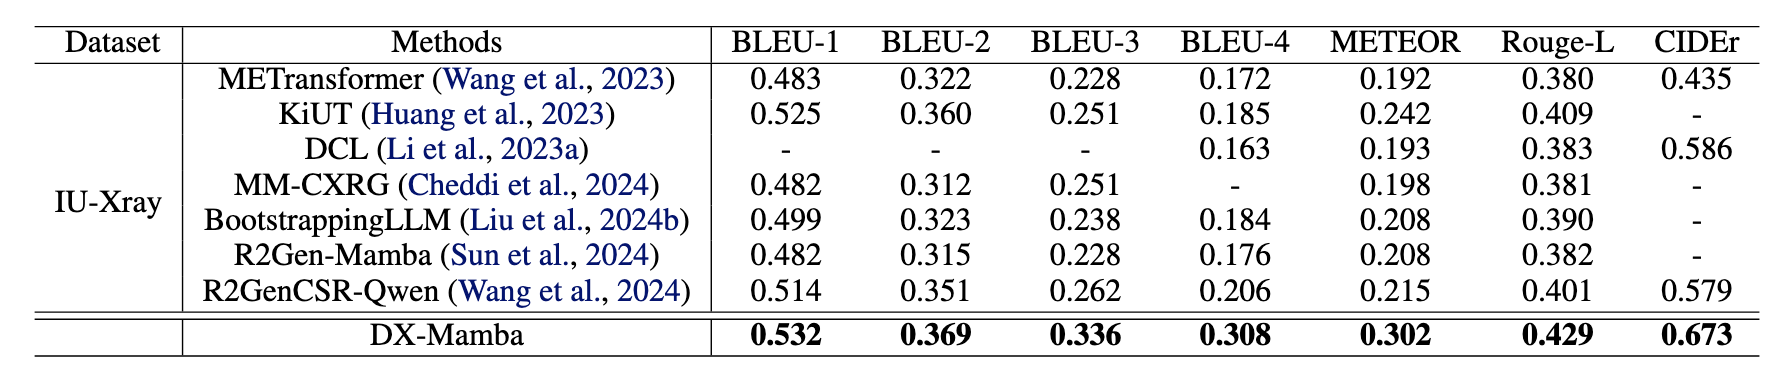 Dataset Methods BLEU-1 BLEU-2 BLEU-3 BLEU-4 METEOR Rouge-L CIDEr
METransformer (Wang et al., 2023) 0.483 0.322 0.228 0.172 0.192 0.380 0.435
KiUT (Huang et al., 2023) 0.525 0.360 0.251 0.185 0.242 0.409 -
DCL (Li et al., 2023a) - - - 0.163 0.193 0.383 0.586
MM-CXRG (Cheddi et al., 2024) 0.482 0.312 0.251 - 0.198 0.381 -
IU-Xray
BootstrappingLLM (Liu et al., 2024b) 0.499 0.323 0.238 0.184 0.208 0.390 -
R2Gen-Mamba (Sun et al., 2024) 0.482 0.315 0.228 0.176 0.208 0.382 -
R2GenCSR-Qwen (Wang et al., 2024) 0.514 0.351 0.262 0.206 0.215 0.401 0.579
DX-Mamba 0.532 0.369 0.336 0.308 0.302 0.429 0.673